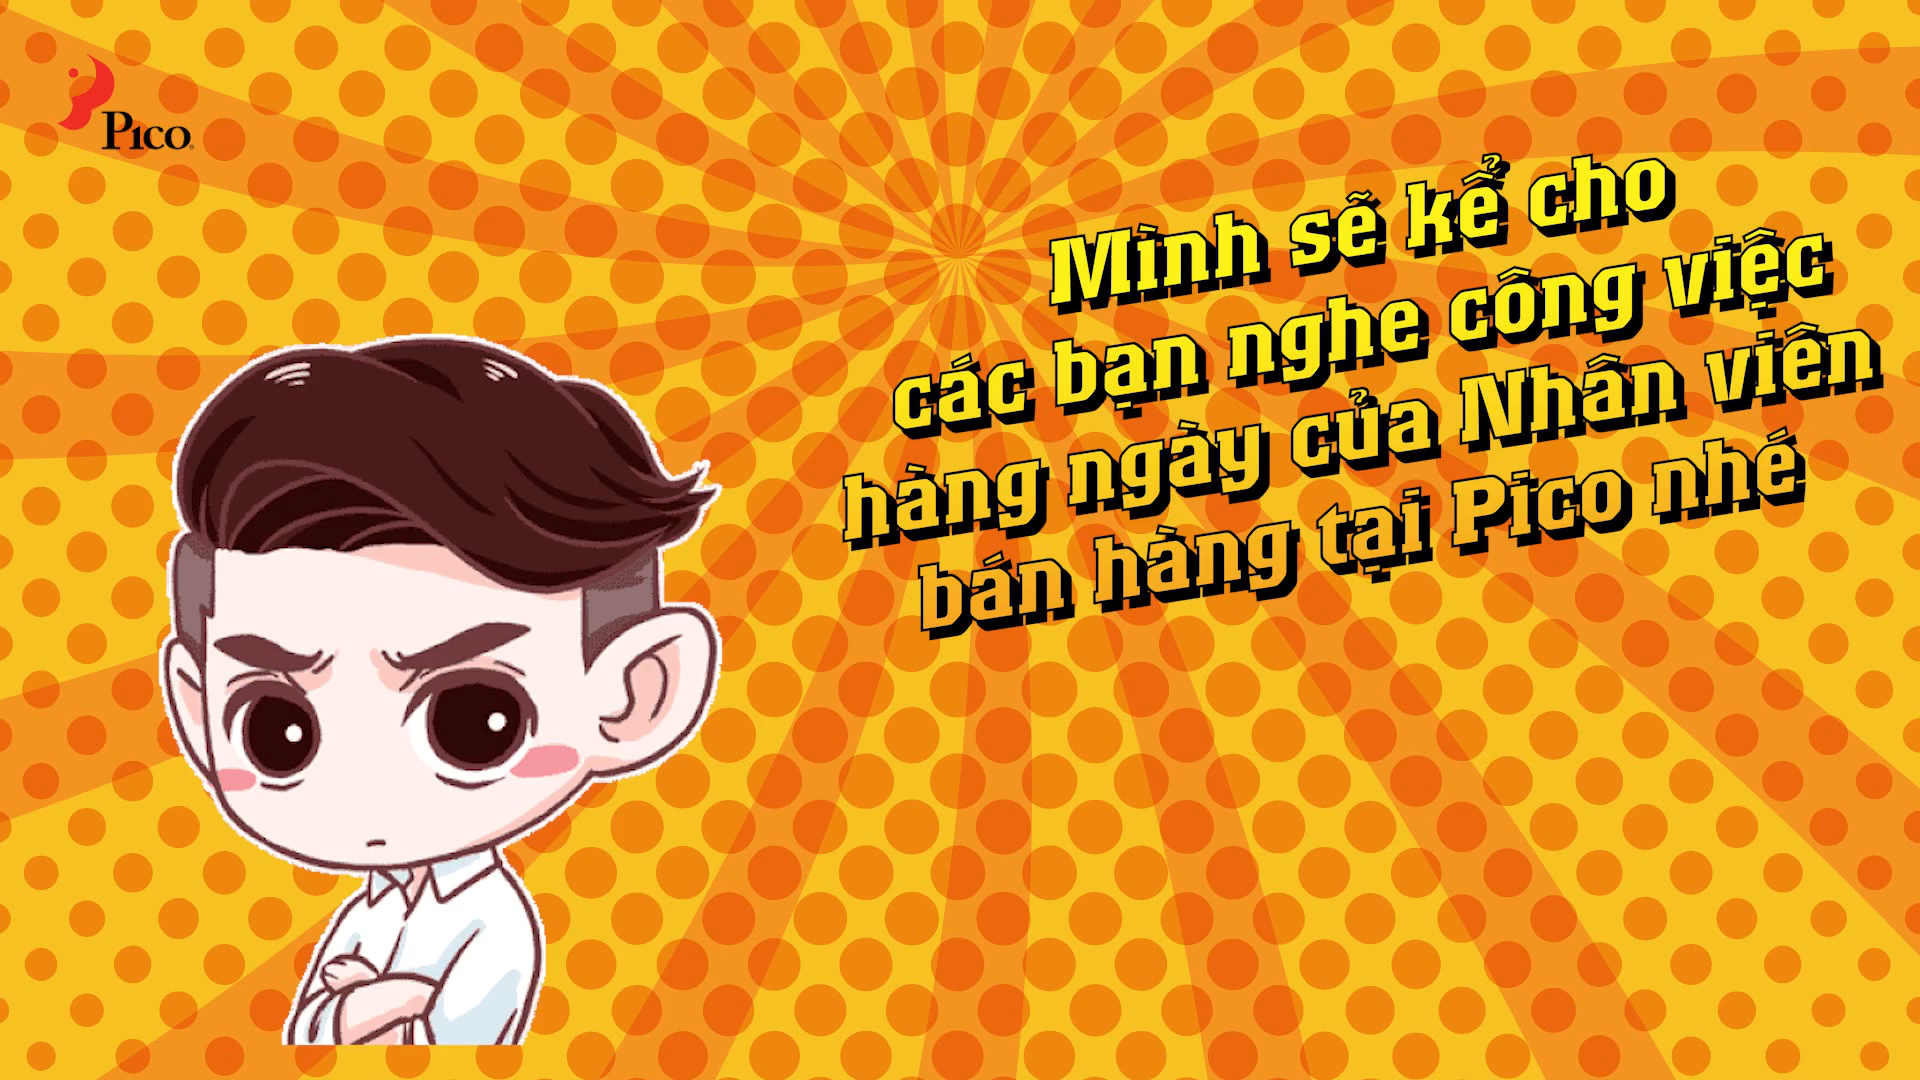 Pico
Mình sẽ kể cho
các bạn nghe công việc
hàng ngày của Nhân viên
bán hàng tại Pico nhé